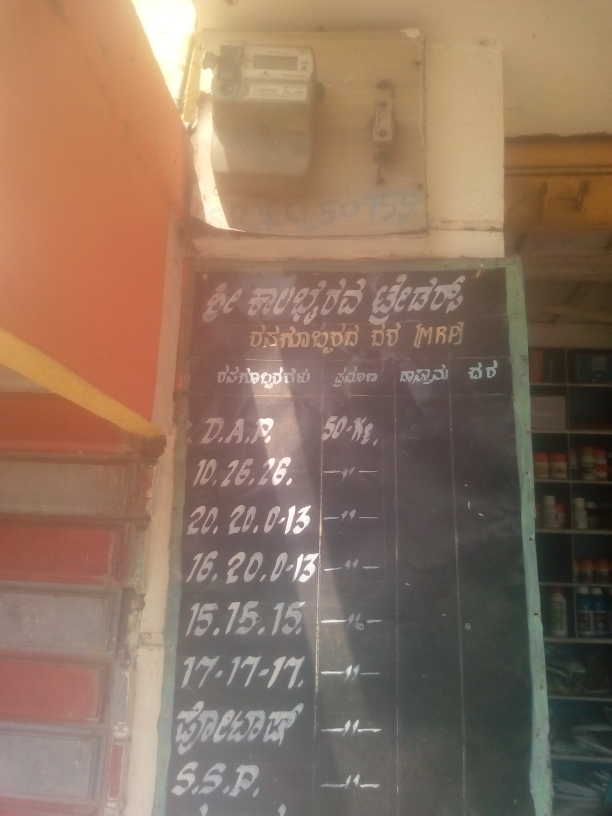 ಶ್ರೀ ಕಾಲಭೈರವ ಟ್ರೇಡರ್ಸ್
ರಸಗೊಬ್ಬರದ ದರ [MRP]
ರಸಗೊಬ್ಬರಗಳು ಪ್ರಮಾಣ ದಾಸ್ತಾನು ದರ
D.A.P. 50-Kg.
10.26.26. —"—
20.20.0-13 —"—
16.20.0-13 —"—
15.15.15. —"—
17-17-17. —"—
ಪೋಟಾಷ್ —"—
S.S.P. —"—